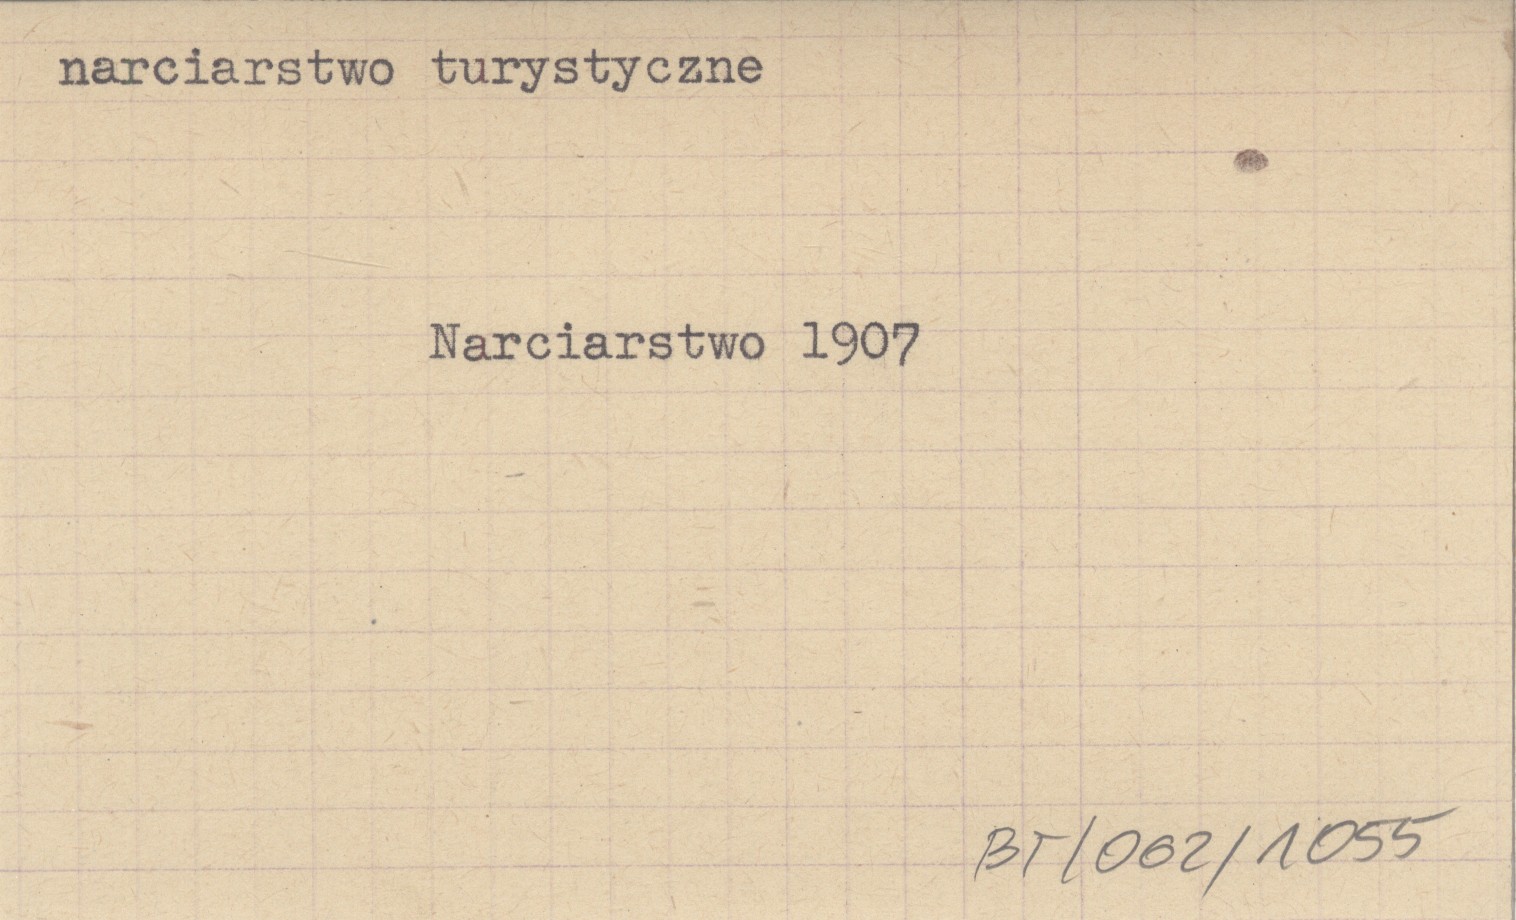 narciarstwo turystyczne
Narciarstwo 1907
BT/062/1055